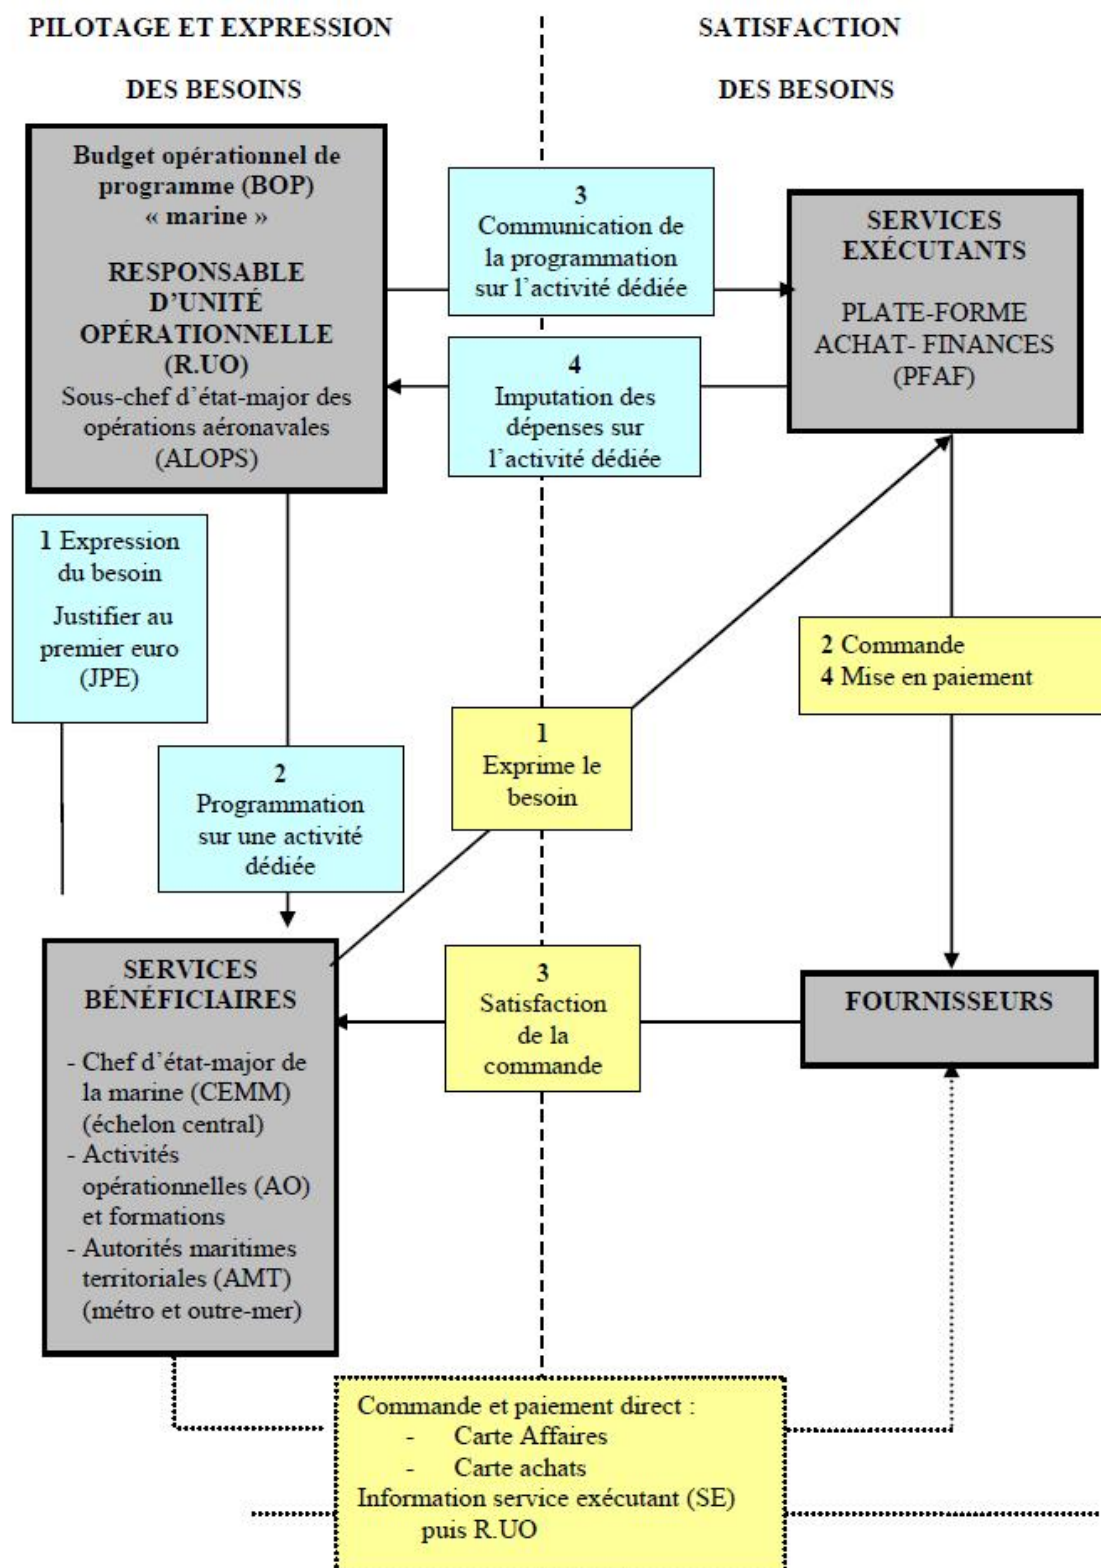 PILOTAGE ET EXPRESSION
DES BESOINS
SATISFACTION
DES BESOINS
Budget opérationnel de
programme (BOP)
« marine »
RESPONSABLE
D’UNITÉ
OPÉRATIONNELLE
(R.UO)
Sous-chef d’état-major des
opérations aéronavales
(ALOPS)
3
Communication de
la programmation
sur l’activité dédiée
4
Imputation des
dépenses sur
l’activité dédiée
SERVICES
EXÉCUTANTS
PLATE-FORME
ACHAT- FINANCES
(PFAF)
1 Expression
du besoin
Justifier au
premier euro
(JPE)
2
Programmation
sur une activité
dédiée
1
Exprime le
besoin
2 Commande
4 Mise en paiement
SERVICES
BÉNÉFICIAIRES
- Chef d’état-major de
la marine (CEMM)
(échelon central)
- Activités
opérationnelles (AO)
et formations
- Autorités maritimes
territoriales (AMT)
(métro et outre-mer)
3
Satisfaction
de la
commande
FOURNISSEURS
Commande et paiement direct :
- Carte Affaires
- Carte achats
Information service exécutant (SE)
puis R.UO